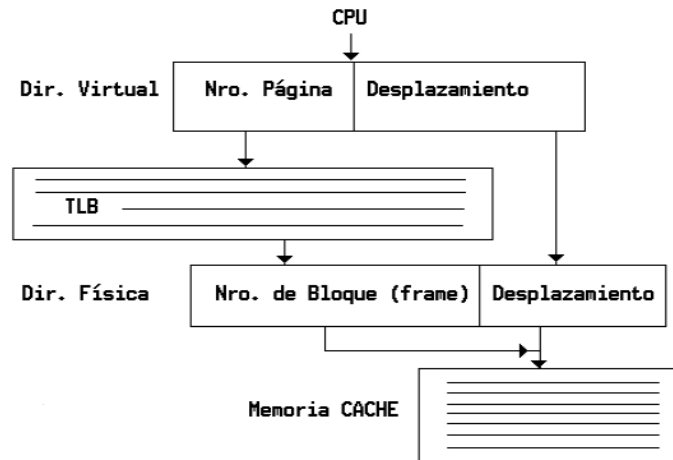 CPU
Dir. Virtual
Nro. Página
Desplazamiento
TLB
Dir. Física
Nro. de Bloque (frame)
Desplazamiento
Memoria CACHE